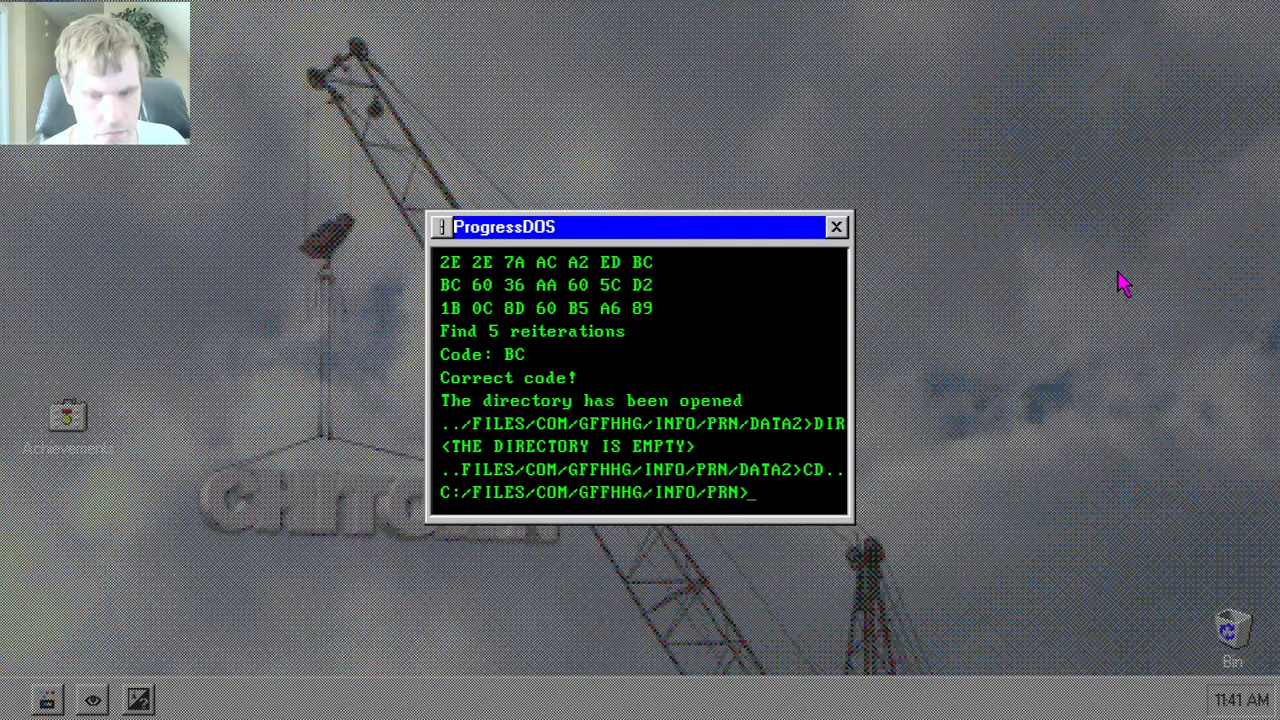 ProgressDOS
2E 2E 7A AC A2 ED BC
BC 60 36 AA 60 5C D2
1B 0C 8D 60 B5 A6 89
Find 5 reiterations
Code: BC
Correct code!
The directory has been opened
../FILES/COM/GFFHHG/INFO/PRN/DATA2>DIR
<THE DIRECTORY IS EMPTY>
..FILES/COM/GFFHHG/INFO/PRN/DATA2>CD..
C:/FILES/COM/GFFHHG/INFO/PRN>_
Achievements
Bin
11:41 AM